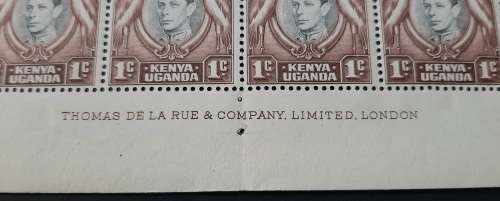 1c KENYA UGANDA 1c 1c KENYA UGANDA 1c 1c KENYA UGANDA 1c 1c KENYA UGANDA 1c
THOMAS DE LA RUE & COMPANY, LIMITED, LONDON